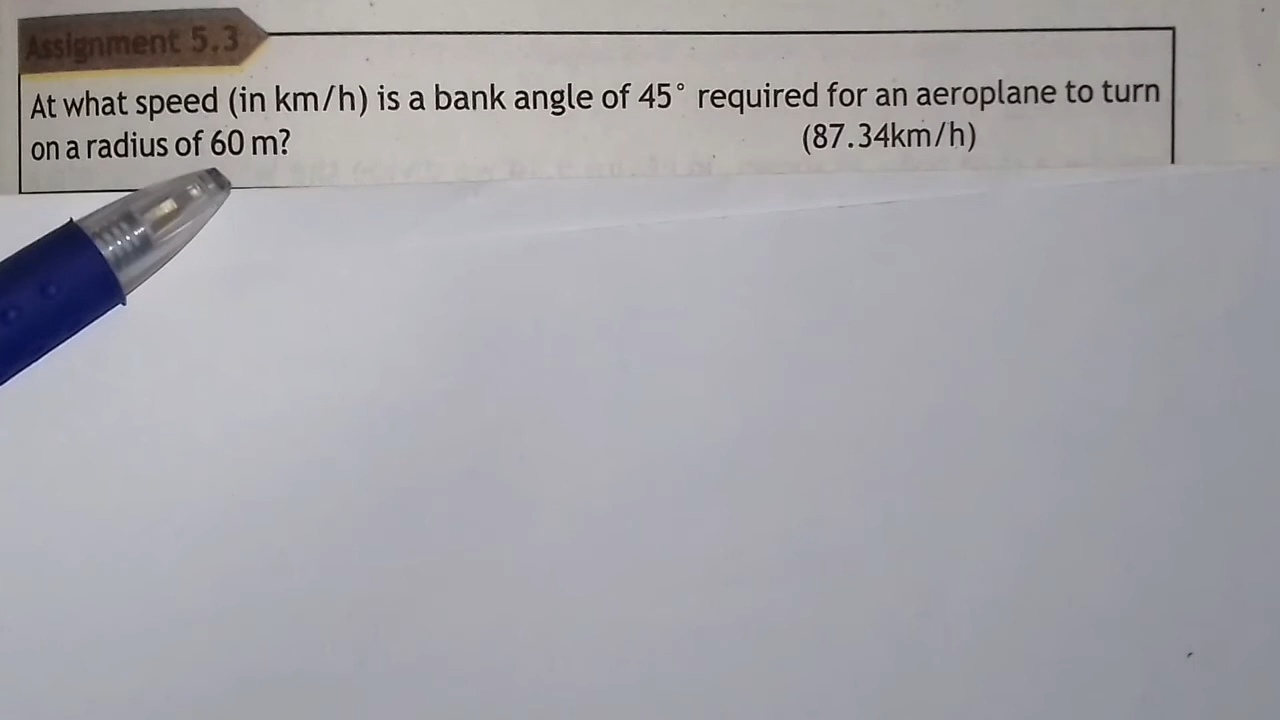 Assignment 5.3
At what speed (in km/h) is a bank angle of 45° required for an aeroplane to turn
on a radius of 60 m? (87.34km/h)